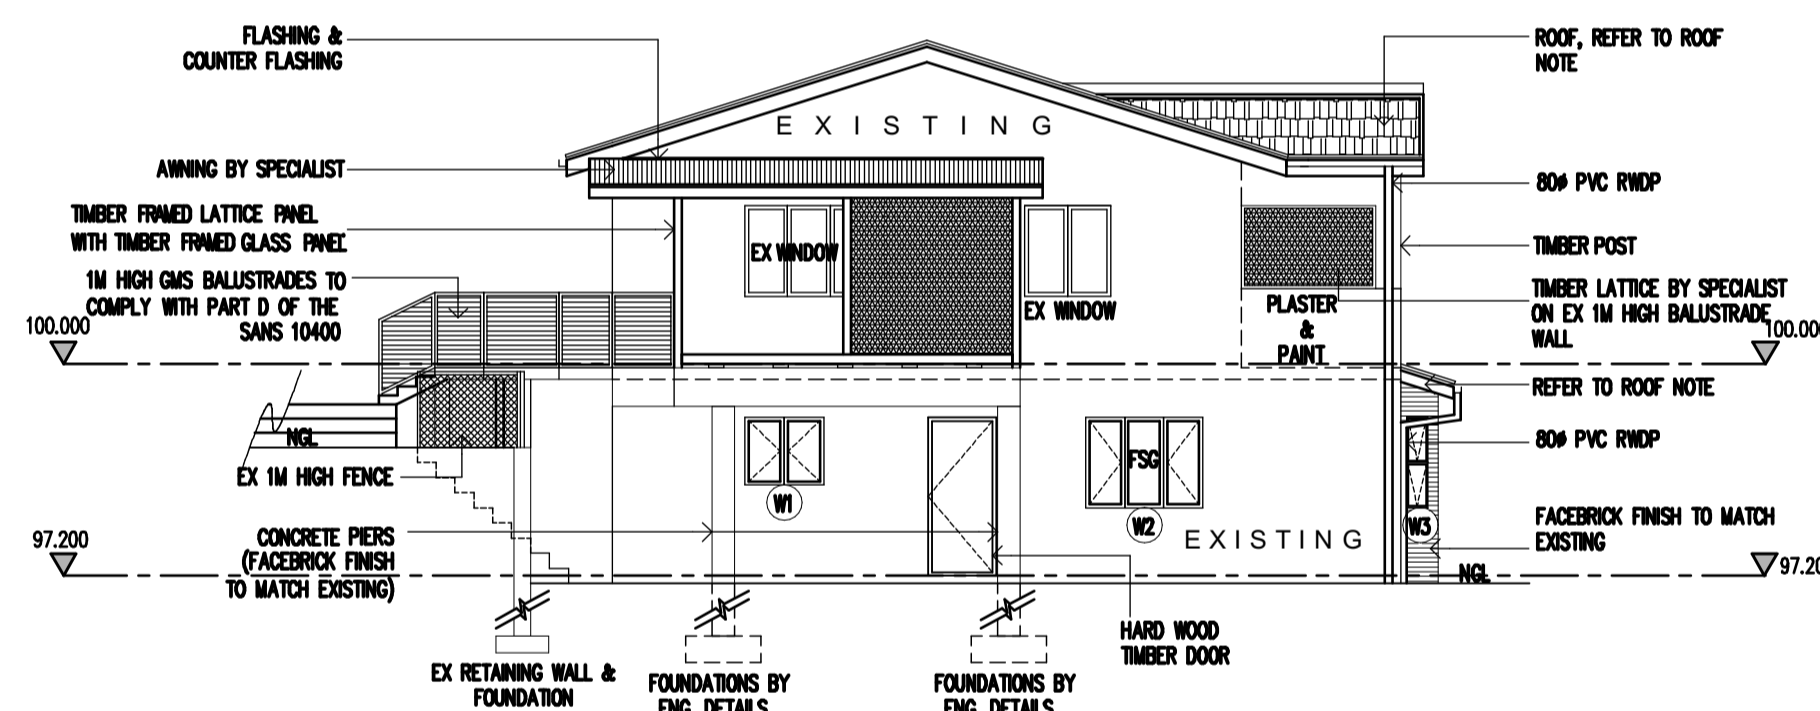 FLASHING &
COUNTER FLASHING
AWNING BY SPECIALIST
TIMBER FRAMED LATTICE PANEL
WITH TIMBER FRAMED GLASS PANEL
1M HIGH GMS BALUSTRADES TO
COMPLY WITH PART D OF THE
SANS 10400
100.000
NGL
EX 1M HIGH FENCE
97.200
CONCRETE PIERS
(FACEBRICK FINISH
TO MATCH EXISTING)
EX RETAINING WALL &
FOUNDATION
FOUNDATIONS BY
ENG. DETAILS
FOUNDATIONS BY
ENG. DETAILS
HARD WOOD
TIMBER DOOR
EXISTING
EX WINDOW
EX WINDOW
PLASTER
&
PAINT
W1
FSG
W2
EXISTING
W3
NGL
ROOF, REFER TO ROOF
NOTE
80ø PVC RWDP
TIMBER POST
TIMBER LATTICE BY SPECIALIST
ON EX 1M HIGH BALUSTRADE
WALL
100.00
REFER TO ROOF NOTE
80ø PVC RWDP
FACEBRICK FINISH TO MATCH
EXISTING
97.20